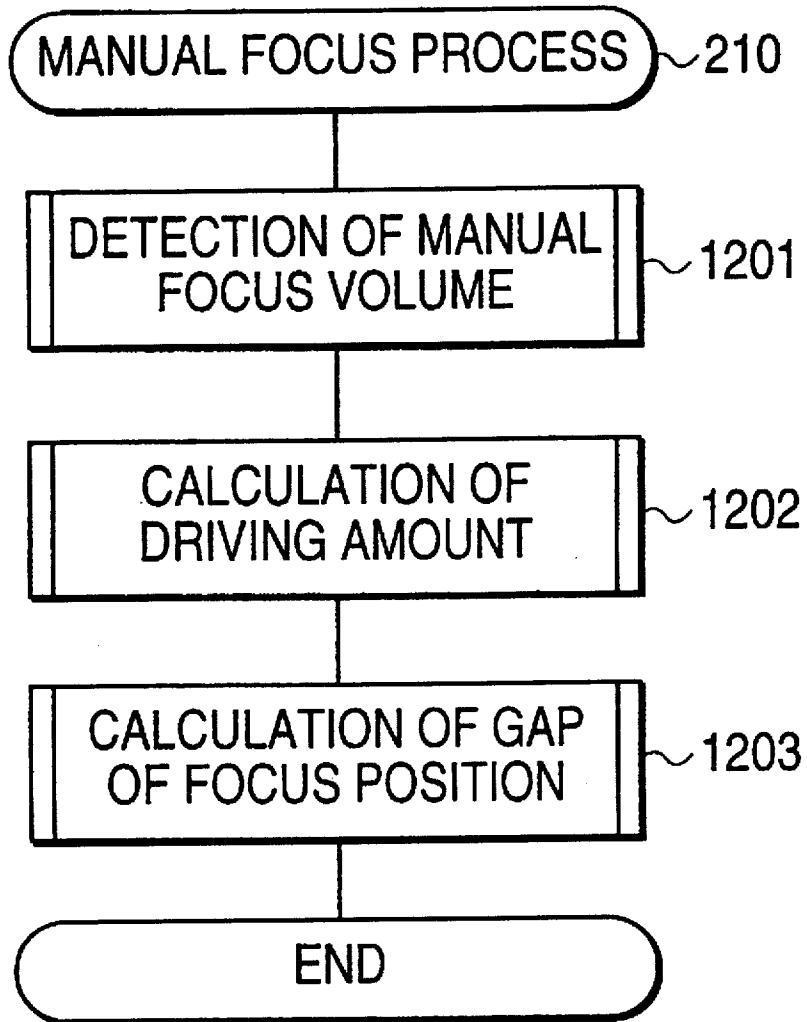 MANUAL FOCUS PROCESS 210
DETECTION OF MANUAL
FOCUS VOLUME
1201
CALCULATION OF
DRIVING AMOUNT
1202
CALCULATION OF GAP
OF FOCUS POSITION
1203
END